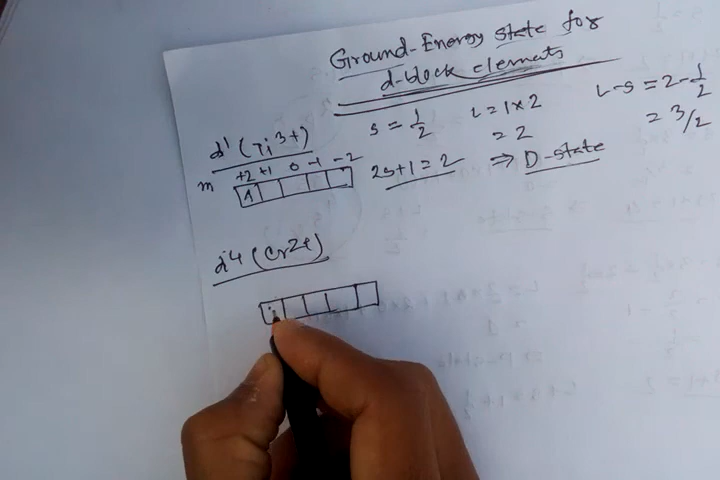 Ground-Energy state for
d-block elements
d¹ (Ti³⁺)
s = 1/2
L = 1×2
= 2
L-S = 2-1/2
= 3/2
m +2 +1 0 -1 -2
1
2s+1 = 2 ⇒ D-state
d⁴ (Cr2+)